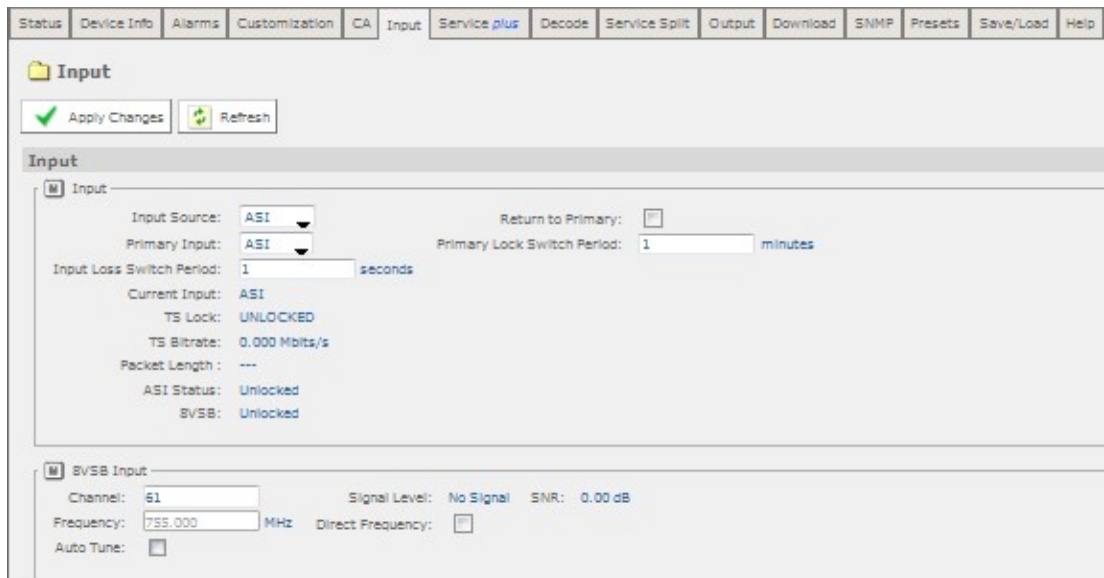 Status Device Info Alarms Customization CA Input Service plus Decode Service Split Output Download SNMP Presets Save/Load Help
Input
Apply Changes Refresh
Input
Input
Input Source: ASI Return to Primary:
Primary Input: ASI Primary Lock Switch Period: 1 minutes
Input Loss Switch Period: 1 seconds
Current Input: ASI
TS Lock: UNLOCKED
TS Bitrate: 0.000 Mbits/s
Packet Length : ---
ASI Status: Unlocked
8VSB: Unlocked
8VSB Input
Channel: 61 Signal Level: No Signal SNR: 0.00 dB
Frequency: 755.000 MHz Direct Frequency:
Auto Tune: